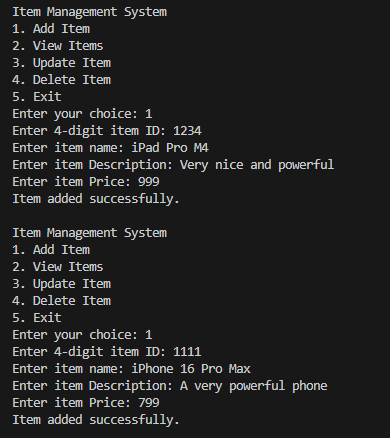 Item Management System
1. Add Item
2. View Items
3. Update Item
4. Delete Item
5. Exit
Enter your choice: 1
Enter 4-digit item ID: 1234
Enter item name: iPad Pro M4
Enter item Description: Very nice and powerful
Enter item Price: 999
Item added successfully.

Item Management System
1. Add Item
2. View Items
3. Update Item
4. Delete Item
5. Exit
Enter your choice: 1
Enter 4-digit item ID: 1111
Enter item name: iPhone 16 Pro Max
Enter item Description: A very powerful phone
Enter item Price: 799
Item added successfully.